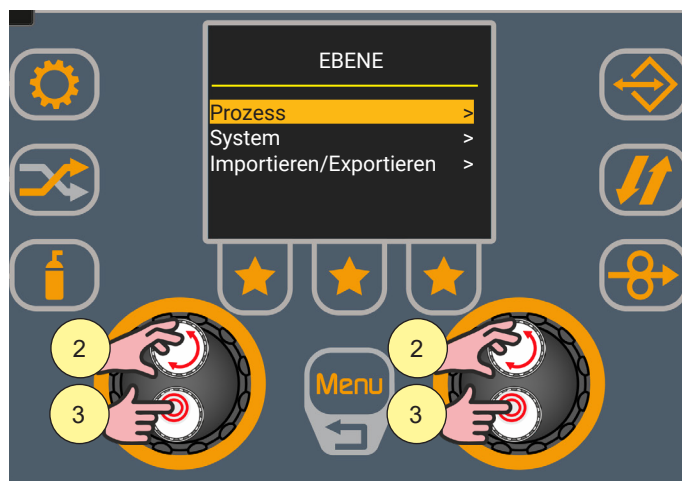 EBENE
Prozess >
System >
Importieren/Exportieren >
2
2
Menu
3
3